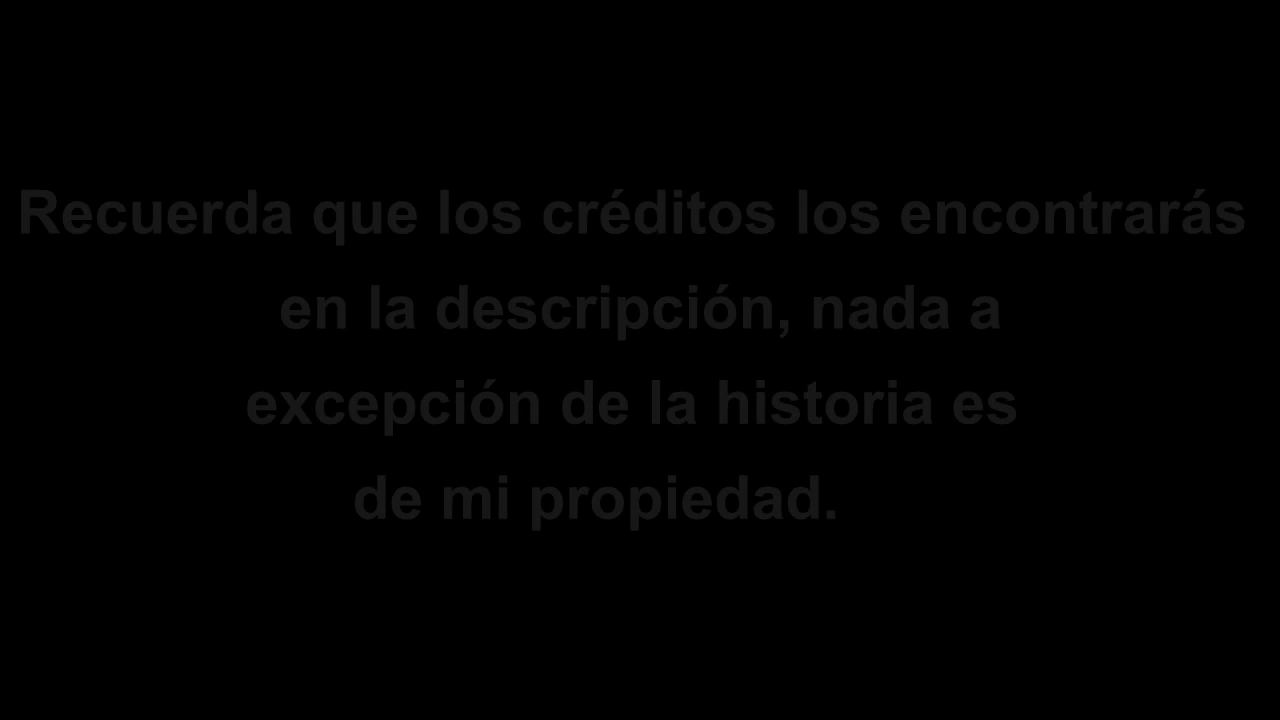 Recuerda que los créditos los encontrarás
en la descripción, nada a
excepción de la historia es
de mi propiedad.